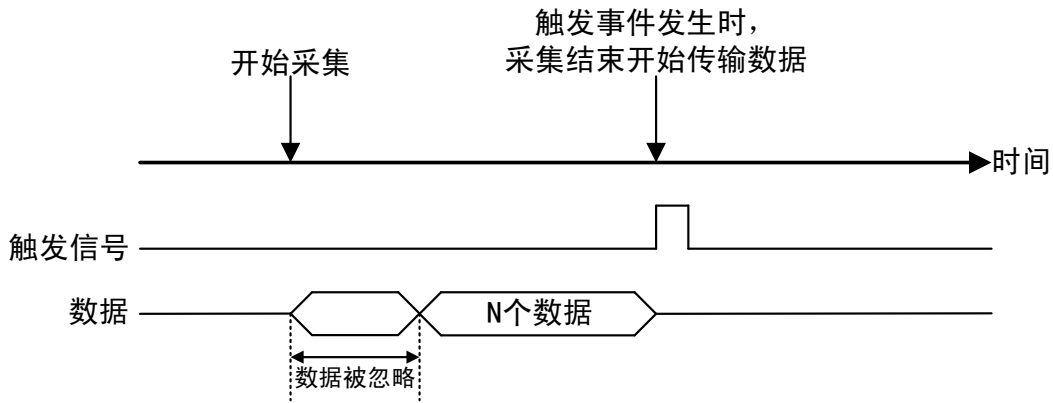 触发事件发生时，
开始采集
采集结束开始传输数据
时间
触发信号
数据
N个数据
数据被忽略